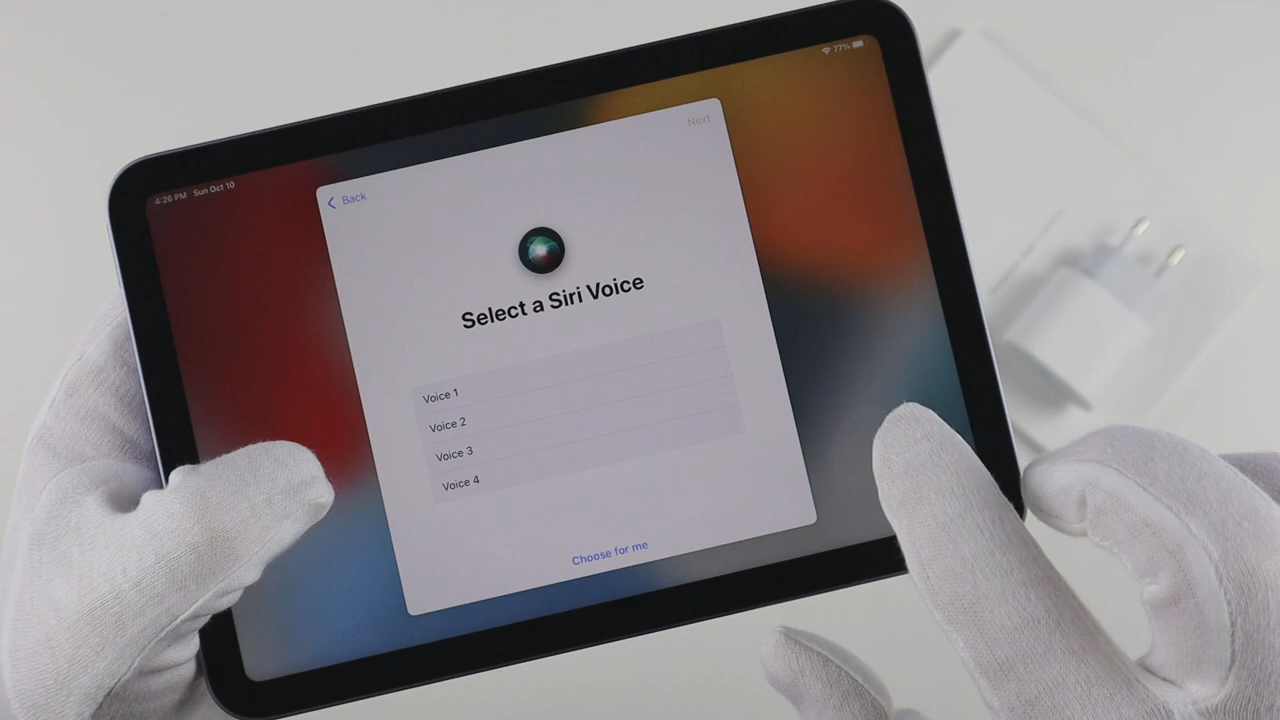 4:26 PM Sun Oct 10
77%
Back
Next
Select a Siri Voice
Voice 1
Voice 2
Voice 3
Voice 4
Choose for me